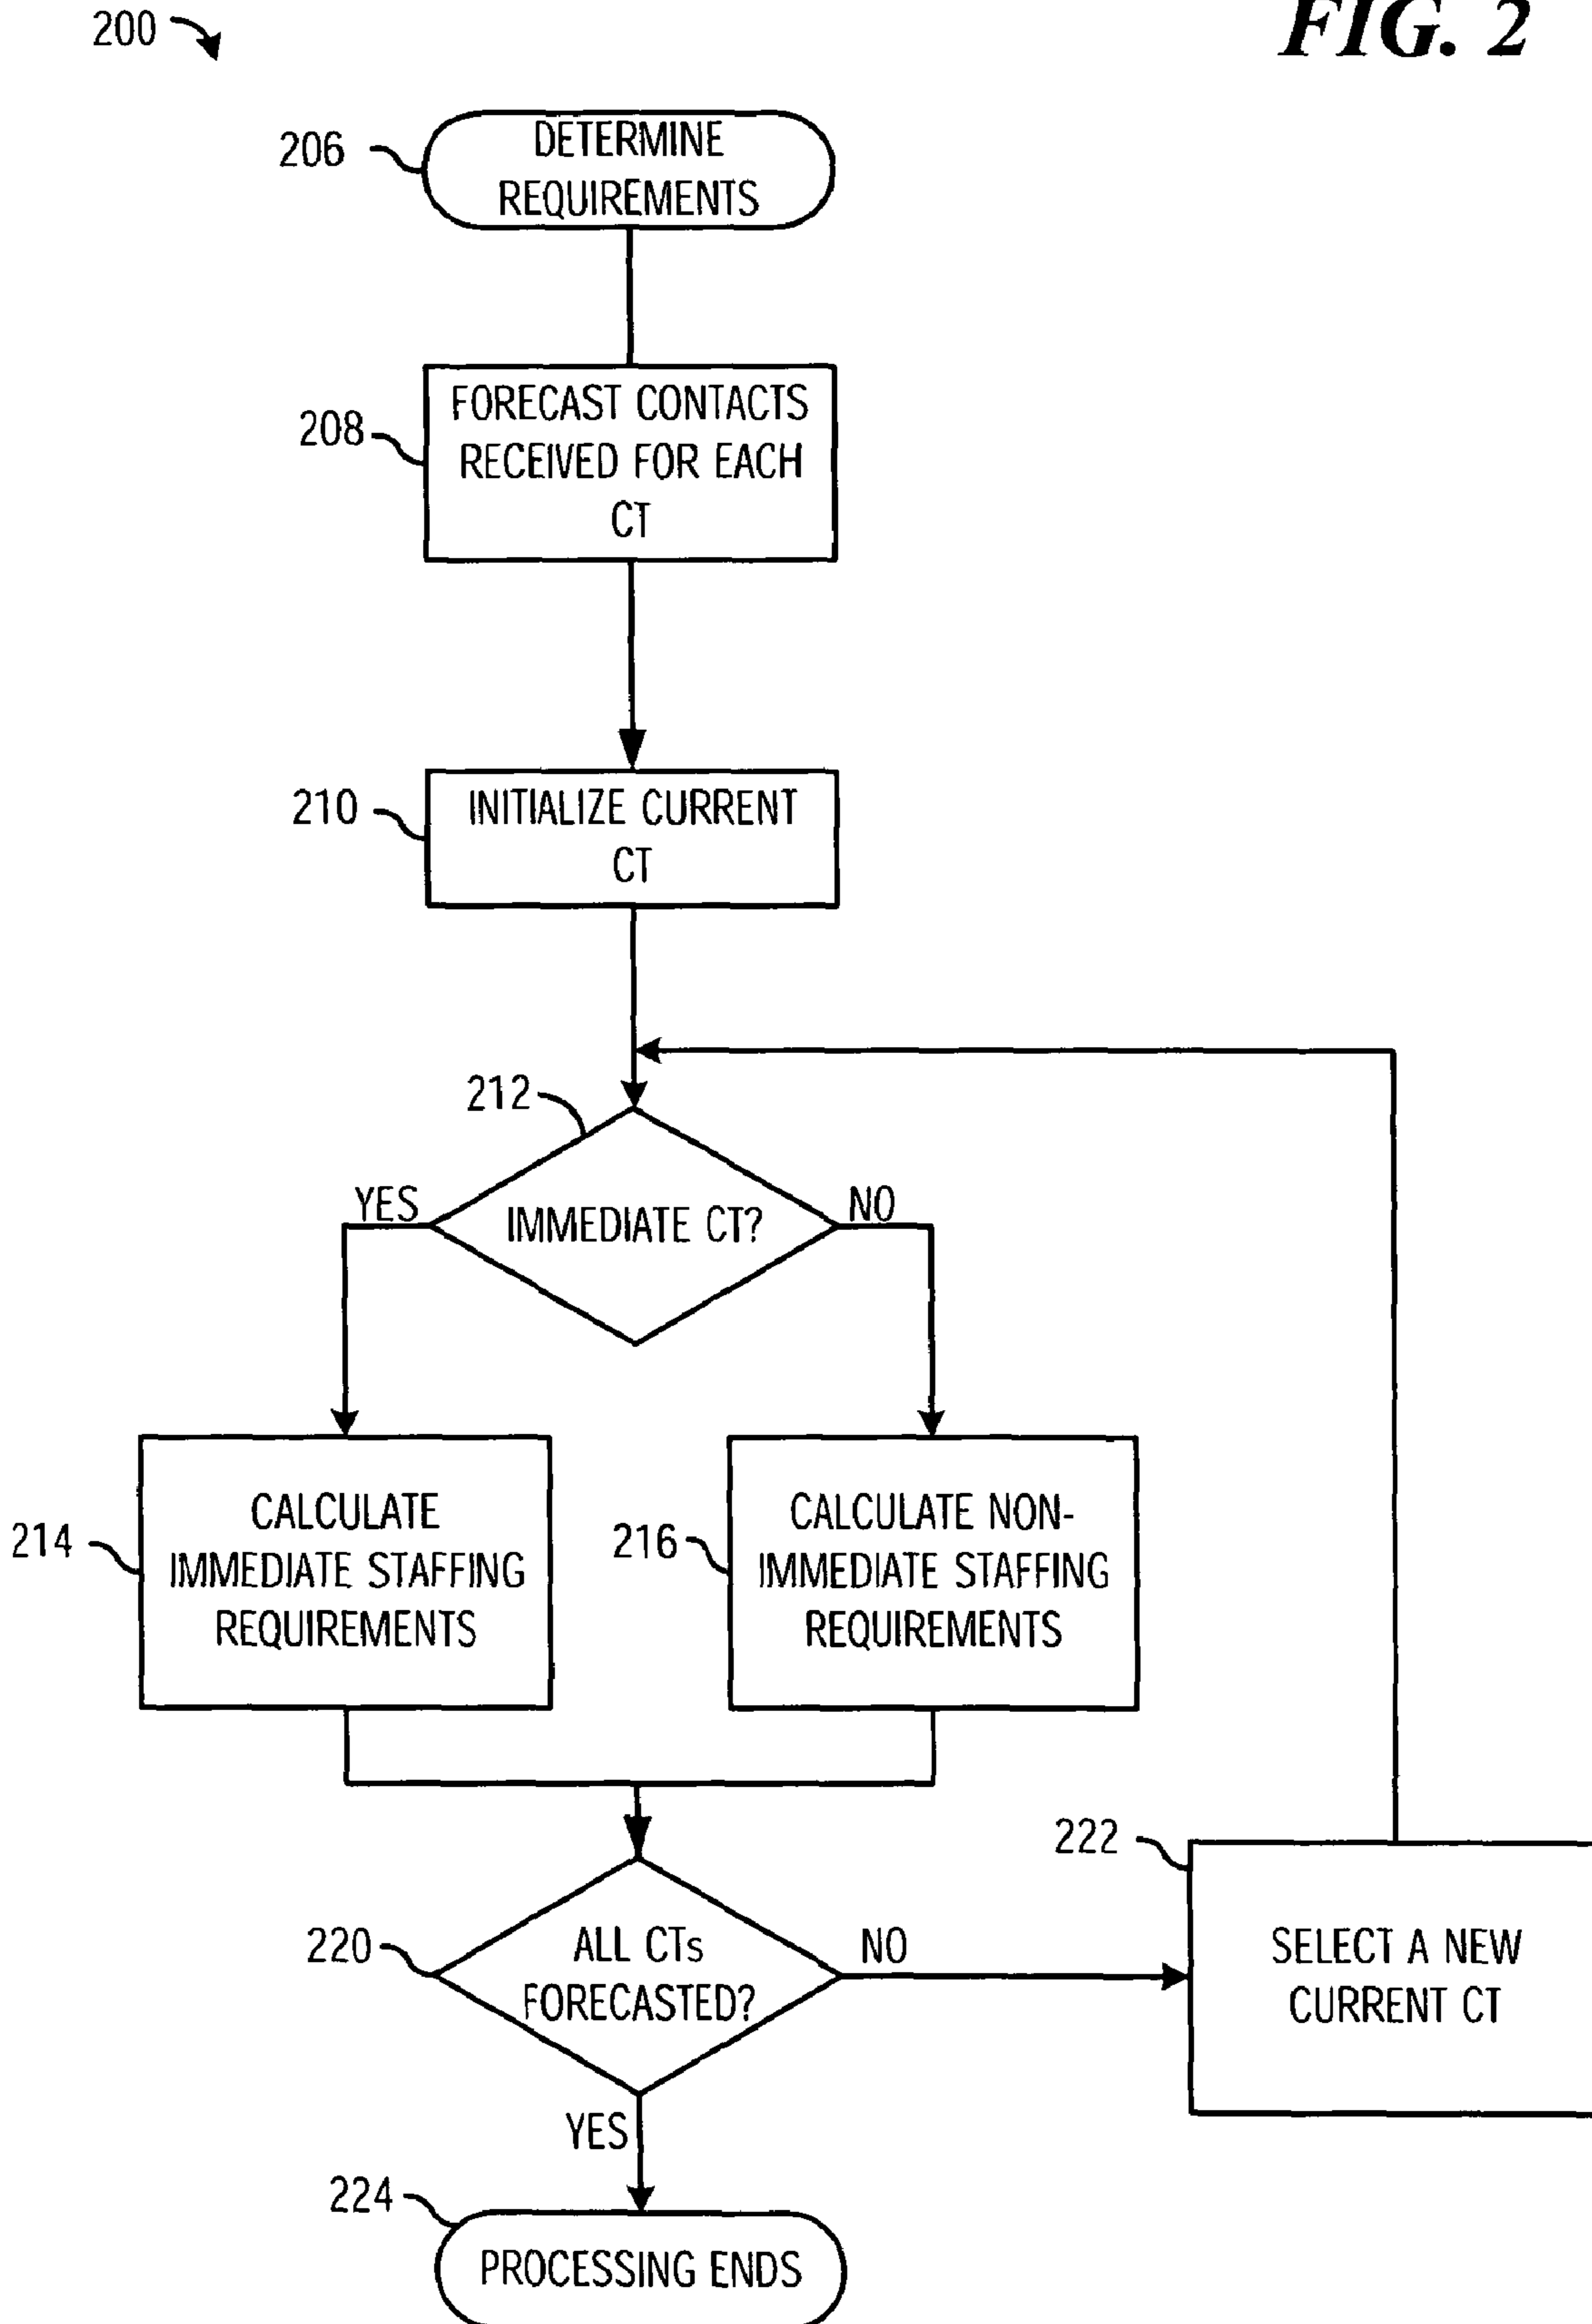 200
FIG. 2
206
DETERMINE
REQUIREMENTS
208
FORECAST CONTACTS
RECEIVED FOR EACH
CT
210
INITIALIZE CURRENT
CT
212
YES
IMMEDIATE CT?
NO
214
CALCULATE
IMMEDIATE STAFFING
REQUIREMENTS
216
CALCULATE NON-
IMMEDIATE STAFFING
REQUIREMENTS
220
ALL CTs
FORECASTED?
NO
222
SELECT A NEW
CURRENT CT
YES
224
PROCESSING ENDS